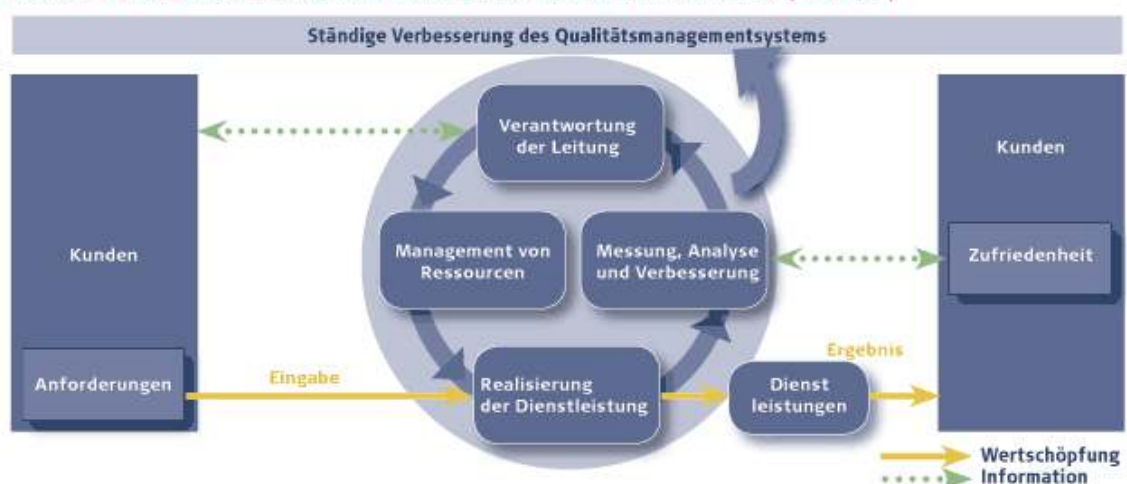 Ständige Verbesserung des Qualitätsmanagementsystems
Verantwortung
der Leitung
Kunden
Kunden
Management von
Ressourcen
Messung, Analyse
und Verbesserung
Zufriedenheit
Anforderungen
Eingabe
Realisierung
der Dienstleistung
Dienst
leistungen
Ergebnis
Wertschöpfung
Information